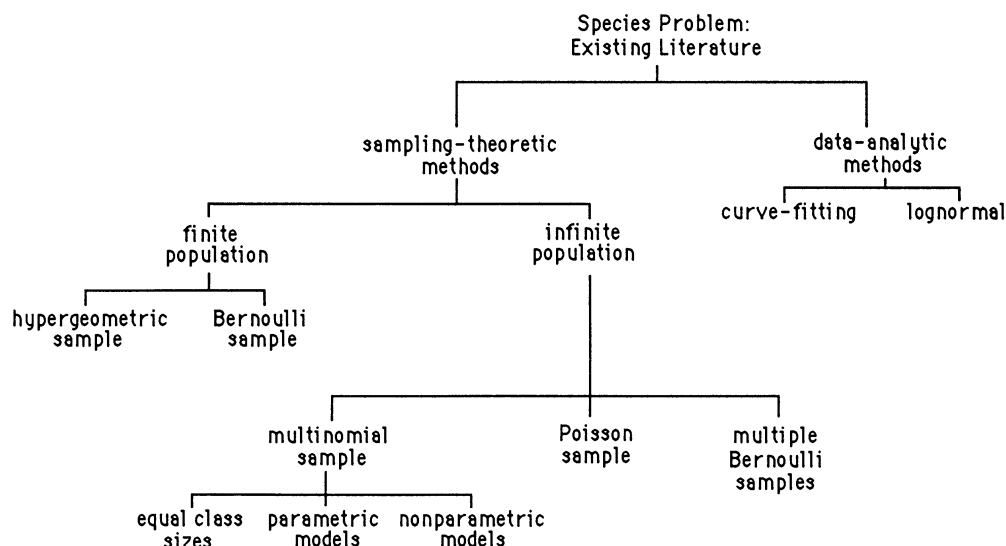 Species Problem:
Existing Literature
sampling-theoretic
methods
data-analytic
methods
curve-fitting
lognormal
finite
population
infinite
population
hypergeometric
sample
Bernoulli
sample
multinomial
sample
Poisson
sample
multiple
Bernoulli
samples
equal class
sizes
parametric
models
nonparametric
models